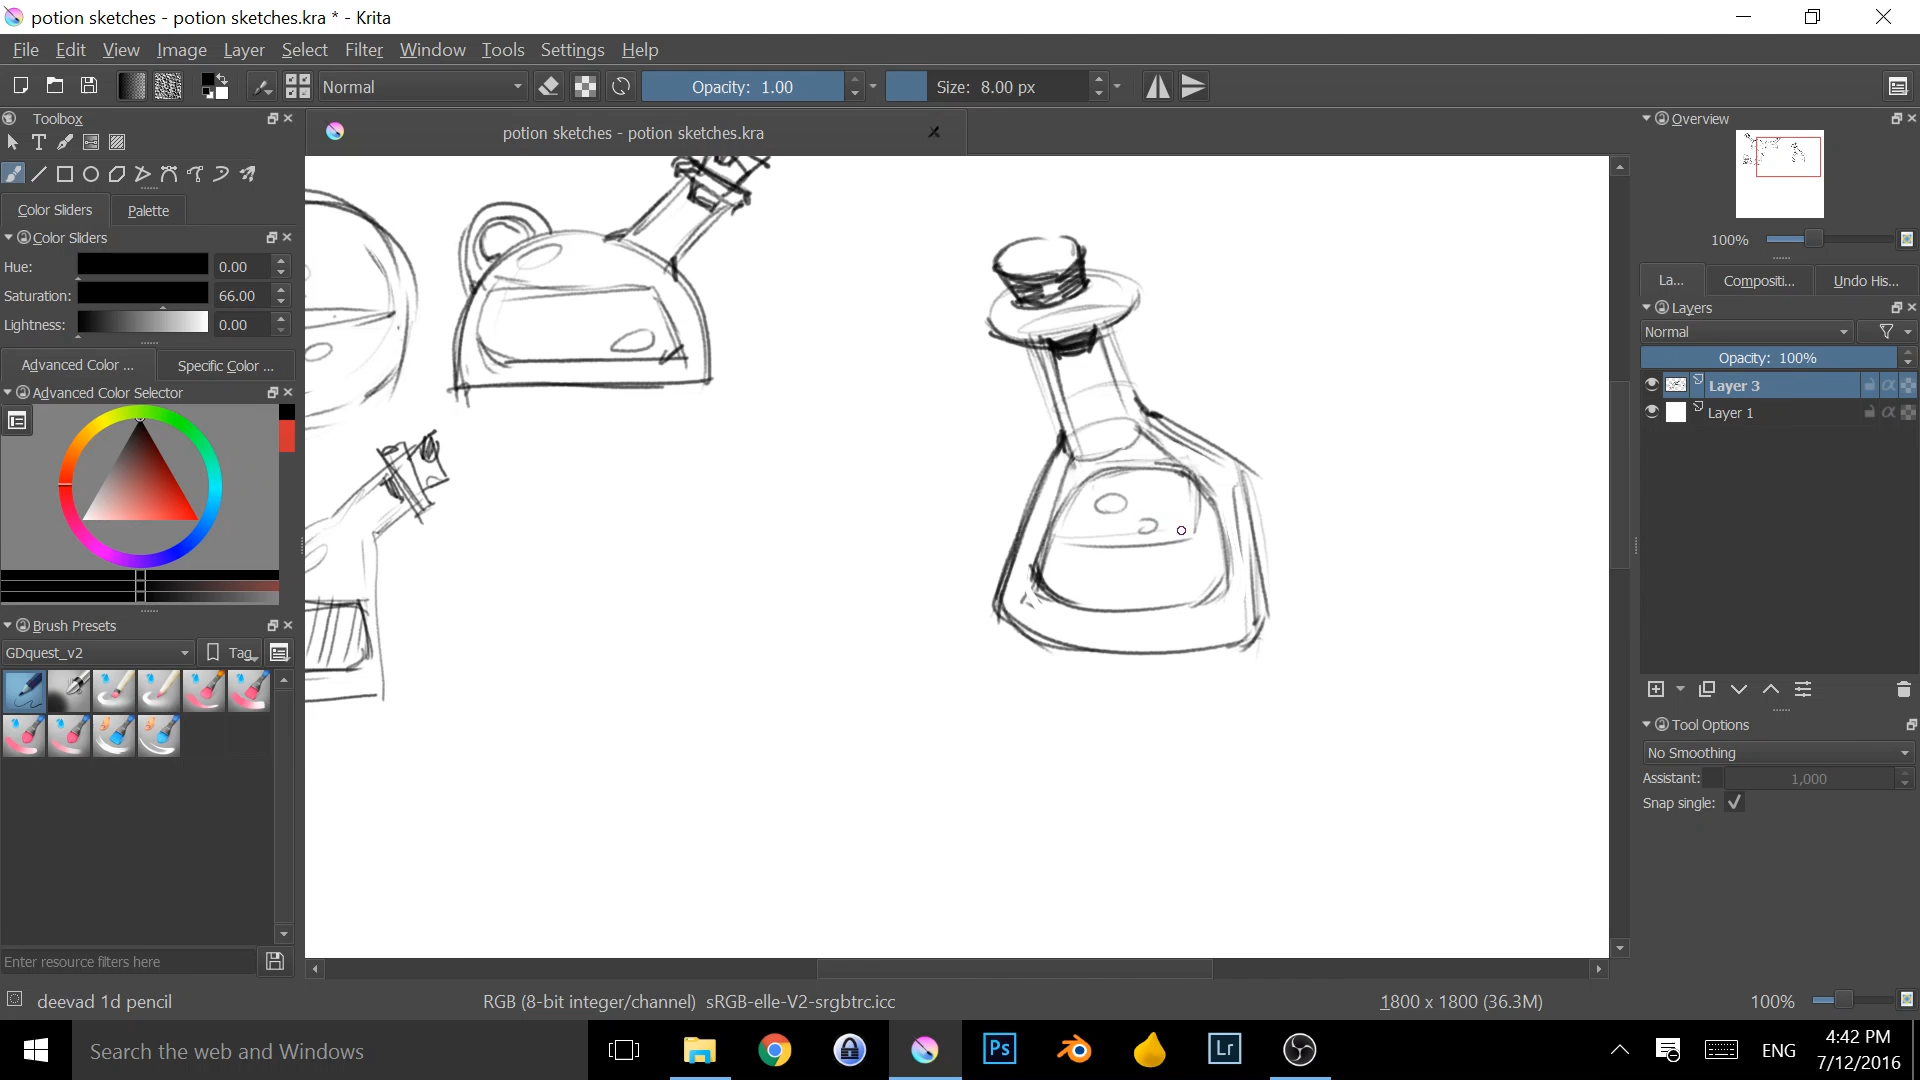 potion sketches - potion sketches.kra * - Krita
File Edit View Image Layer Select Filter Window Tools Settings Help
Normal
Opacity: 1.00
Size: 8.00 px
Toolbox
potion sketches - potion sketches.kra
Overview
100%
Color Sliders
Palette
Color Sliders
Hue:
0.00
Saturation:
66.00
Lightness:
0.00
Advanced Color ...
Specific Color ...
Advanced Color Selector
Brush Presets
GDquest_v2
Tag
Enter resource filters here
La...
Compositi...
Undo His...
Layers
Normal
Opacity: 100%
Layer 3
Layer 1
Tool Options
No Smoothing
Assistant:
1,000
Snap single:
deevad 1d pencil
RGB (8-bit integer/channel) sRGB-elle-V2-srgbtrc.icc
1800 x 1800 (36.3M)
100%
Search the web and Windows
Ps
Lr
ENG
4:42 PM
7/12/2016